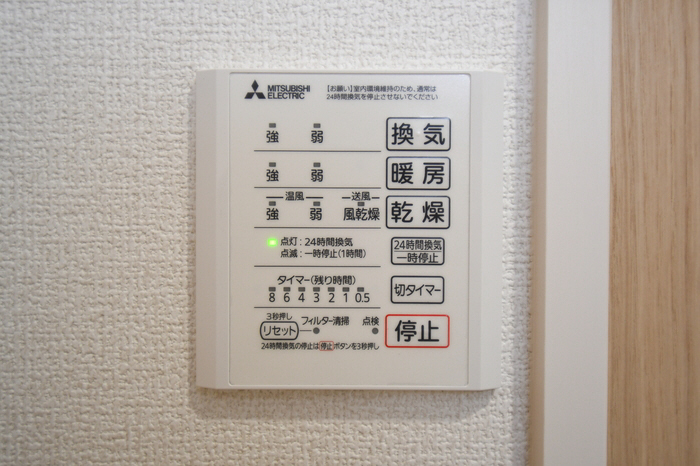 MITSUBISHI
ELECTRIC
【お願い】室内環境維持のため、通常は
24時間換気を停止させないでください
強 弱 換気
強 弱 暖房
温風 送風
強 弱 風乾燥 乾燥
点灯:24時間換気
点滅:一時停止(1時間)
24時間換気
一時停止
タイマー(残り時間)
8 6 4 3 2 1 0.5
切タイマー
3秒押し
リセット フィルター清掃 点検
停止
24時間換気の停止は停止ボタンを3秒押し